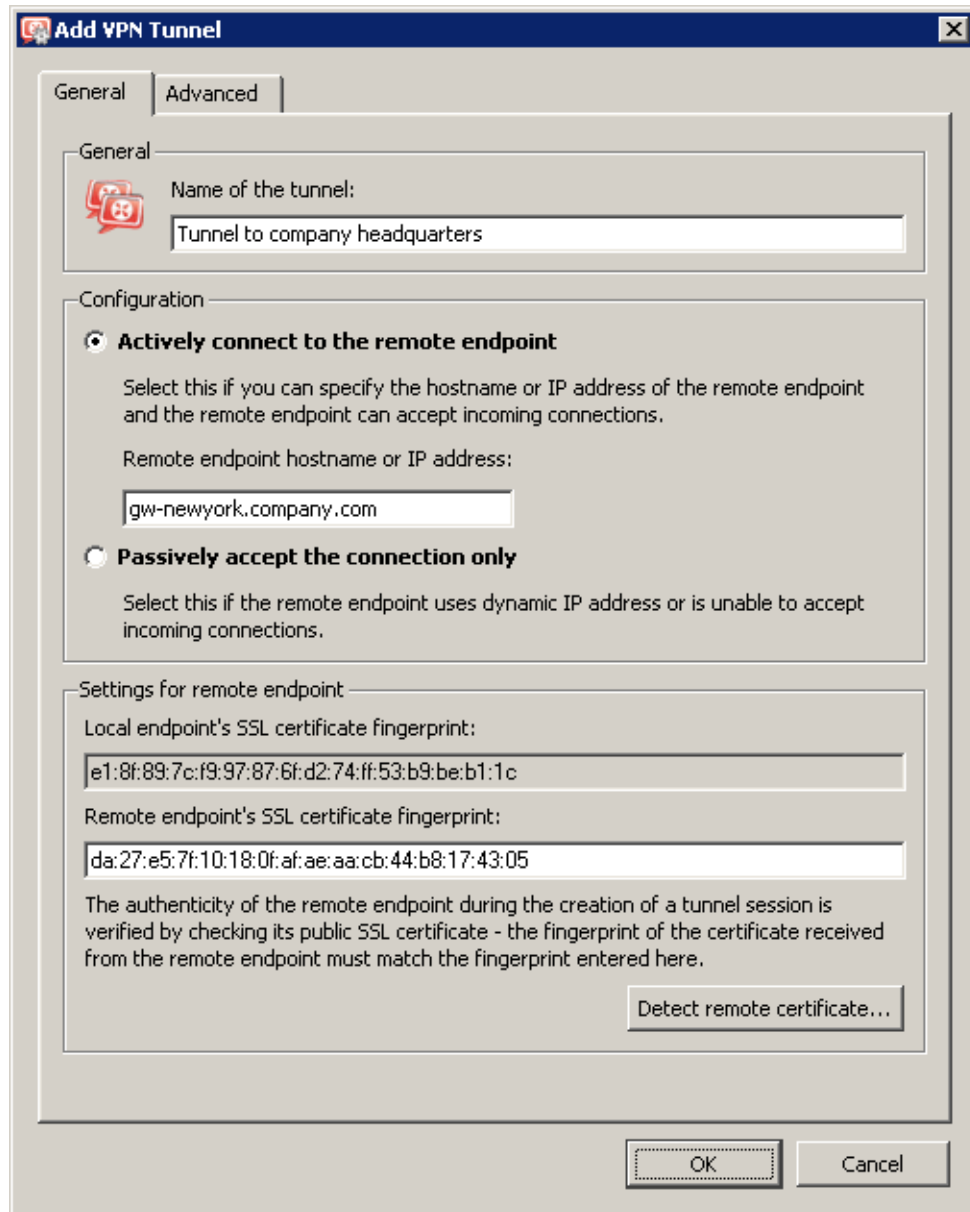 Add VPN Tunnel
General
Advanced
General
Name of the tunnel:
Tunnel to company headquarters
Configuration
Actively connect to the remote endpoint
Select this if you can specify the hostname or IP address of the remote endpoint
and the remote endpoint can accept incoming connections.
Remote endpoint hostname or IP address:
gw-newyork.company.com
Passively accept the connection only
Select this if the remote endpoint uses dynamic IP address or is unable to accept
incoming connections.
Settings for remote endpoint
Local endpoint's SSL certificate fingerprint:
e1:8f:89:7c:f9:97:87:6f:d2:74:ff:53:b9:be:b1:1c
Remote endpoint's SSL certificate fingerprint:
da:27:e5:7f:10:18:0f:af:ae:aa:cb:44:b8:17:43:05
The authenticity of the remote endpoint during the creation of a tunnel session is
verified by checking its public SSL certificate - the fingerprint of the certificate received
from the remote endpoint must match the fingerprint entered here.
Detect remote certificate...
OK
Cancel